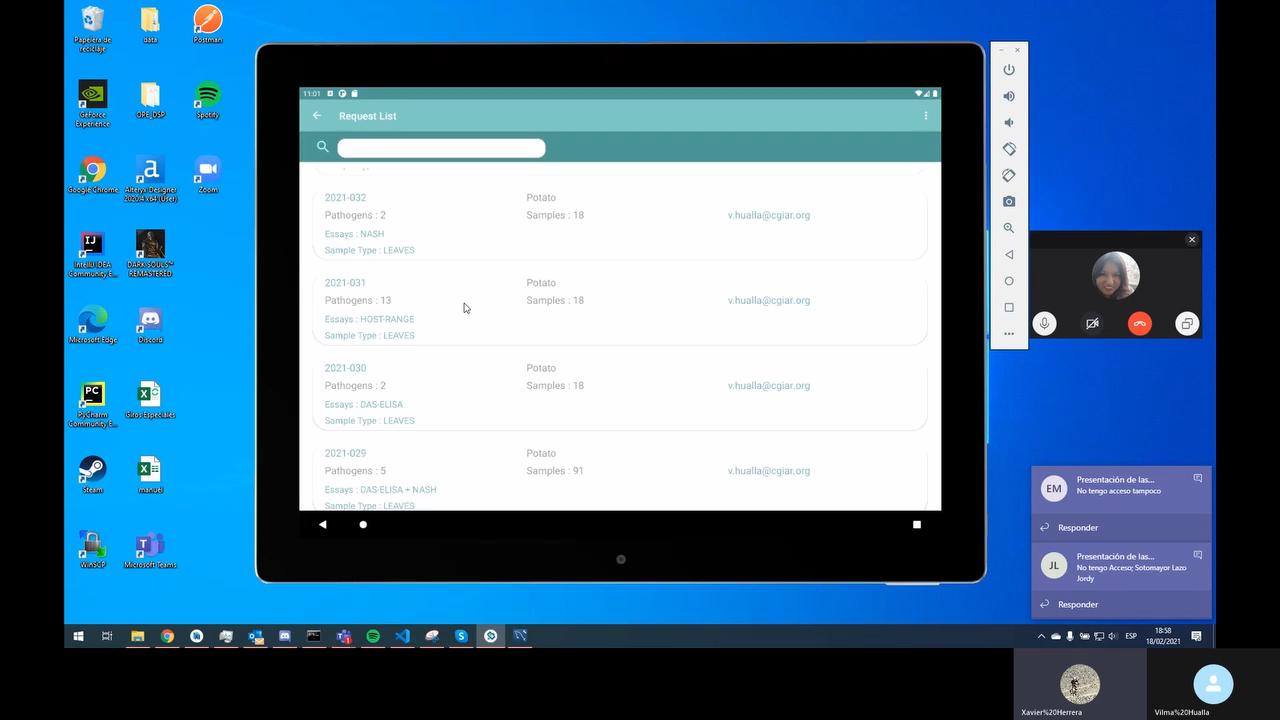 Papelera de
reciclaje
data
Postman
GeForce
Experience
OPE_DSP
Spotify
Google Chrome
Alteryx Designer
2020.4 x64 (User)
Zoom
IntelliJ IDEA
Community E...
DARK SOULS™
REMASTERED
Microsoft Edge
Discord
PyCharm
Community E...
Giros Especiales
Steam
manuel
WinSCP
Microsoft Teams
11:01
Request List
2021-032
Potato
Pathogens : 2
Samples : 18
v.hualla@cgiar.org
Essays : NASH
Sample Type : LEAVES
2021-031
Potato
Pathogens : 13
Samples : 18
v.hualla@cgiar.org
Essays : HOST-RANGE
Sample Type : LEAVES
2021-030
Potato
Pathogens : 2
Samples : 18
v.hualla@cgiar.org
Essays : DAS-ELISA
Sample Type : LEAVES
2021-029
Potato
Pathogens : 5
Samples : 91
v.hualla@cgiar.org
Essays : DAS-ELISA + NASH
Sample Type : LEAVES
EM
Presentación de las...
No tengo acceso tampoco
Responder
JL
Presentación de las...
No tengo Acceso; Sotomayor Lazo
Jordy
Responder
ESP
18:58
18/02/2021
Xavier%20Herrera
Vilma%20Hualla